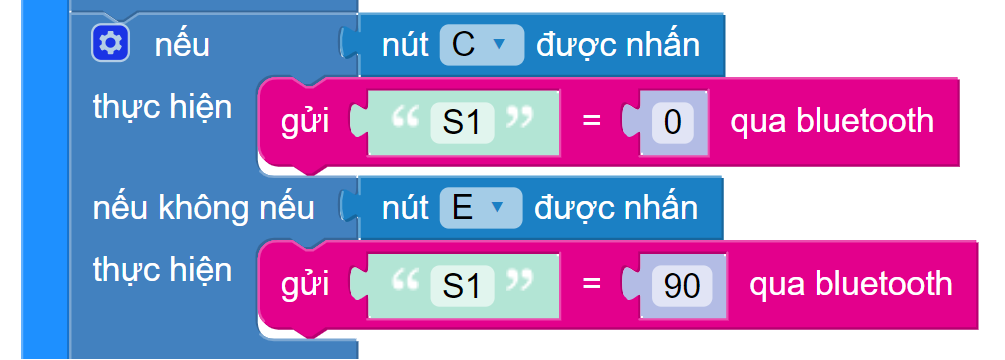 nếu nút C ▼ được nhấn
thực hiện gửi “ S1 ” = 0 qua bluetooth
nếu không nếu nút E ▼ được nhấn
thực hiện gửi “ S1 ” = 90 qua bluetooth